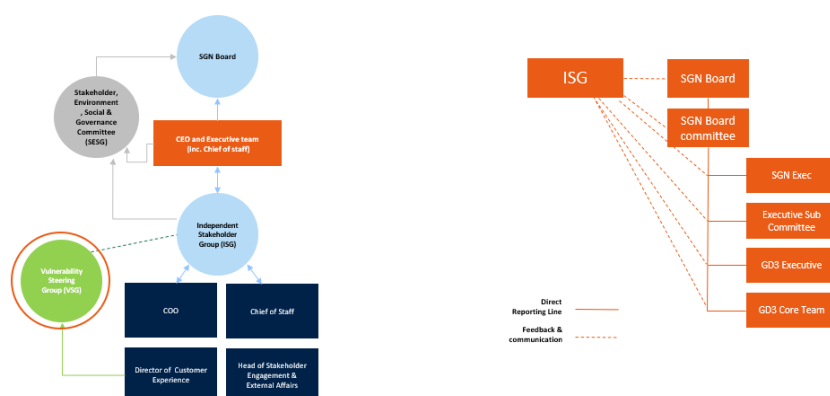 SGN Board
Stakeholder,
Environment
, Social &
Governance
Committee
(SESG)
CEO and Executive team
(inc. Chief of staff)
Independent
Stakeholder
Group (ISG)
Vulnerability
Steering
Group (VSG)
COO
Chief of Staff
Director of Customer
Experience
Head of Stakeholder
Engagement &
External Affairs
ISG
SGN Board
SGN Board
committee
SGN Exec
Executive Sub
Committee
GD3 Executive
GD3 Core Team
Direct
Reporting Line
Feedback &
communication